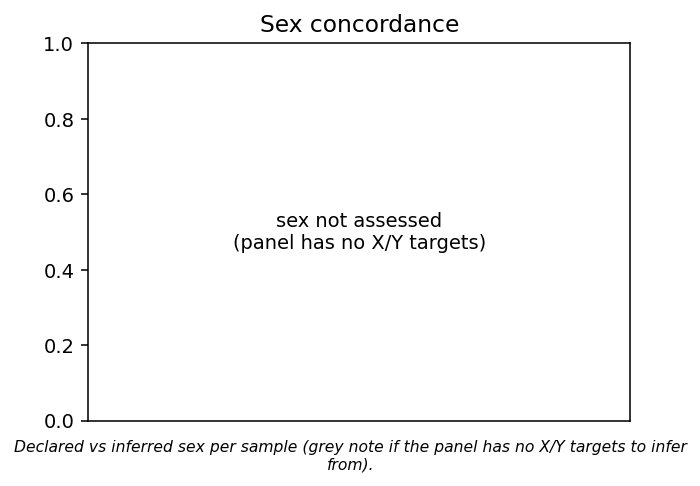 Sex concordance
1.0
0.8
0.6
0.4
0.2
0.0
sex not assessed
(panel has no X/Y targets)
Declared vs inferred sex per sample (grey note if the panel has no X/Y targets to infer
from).